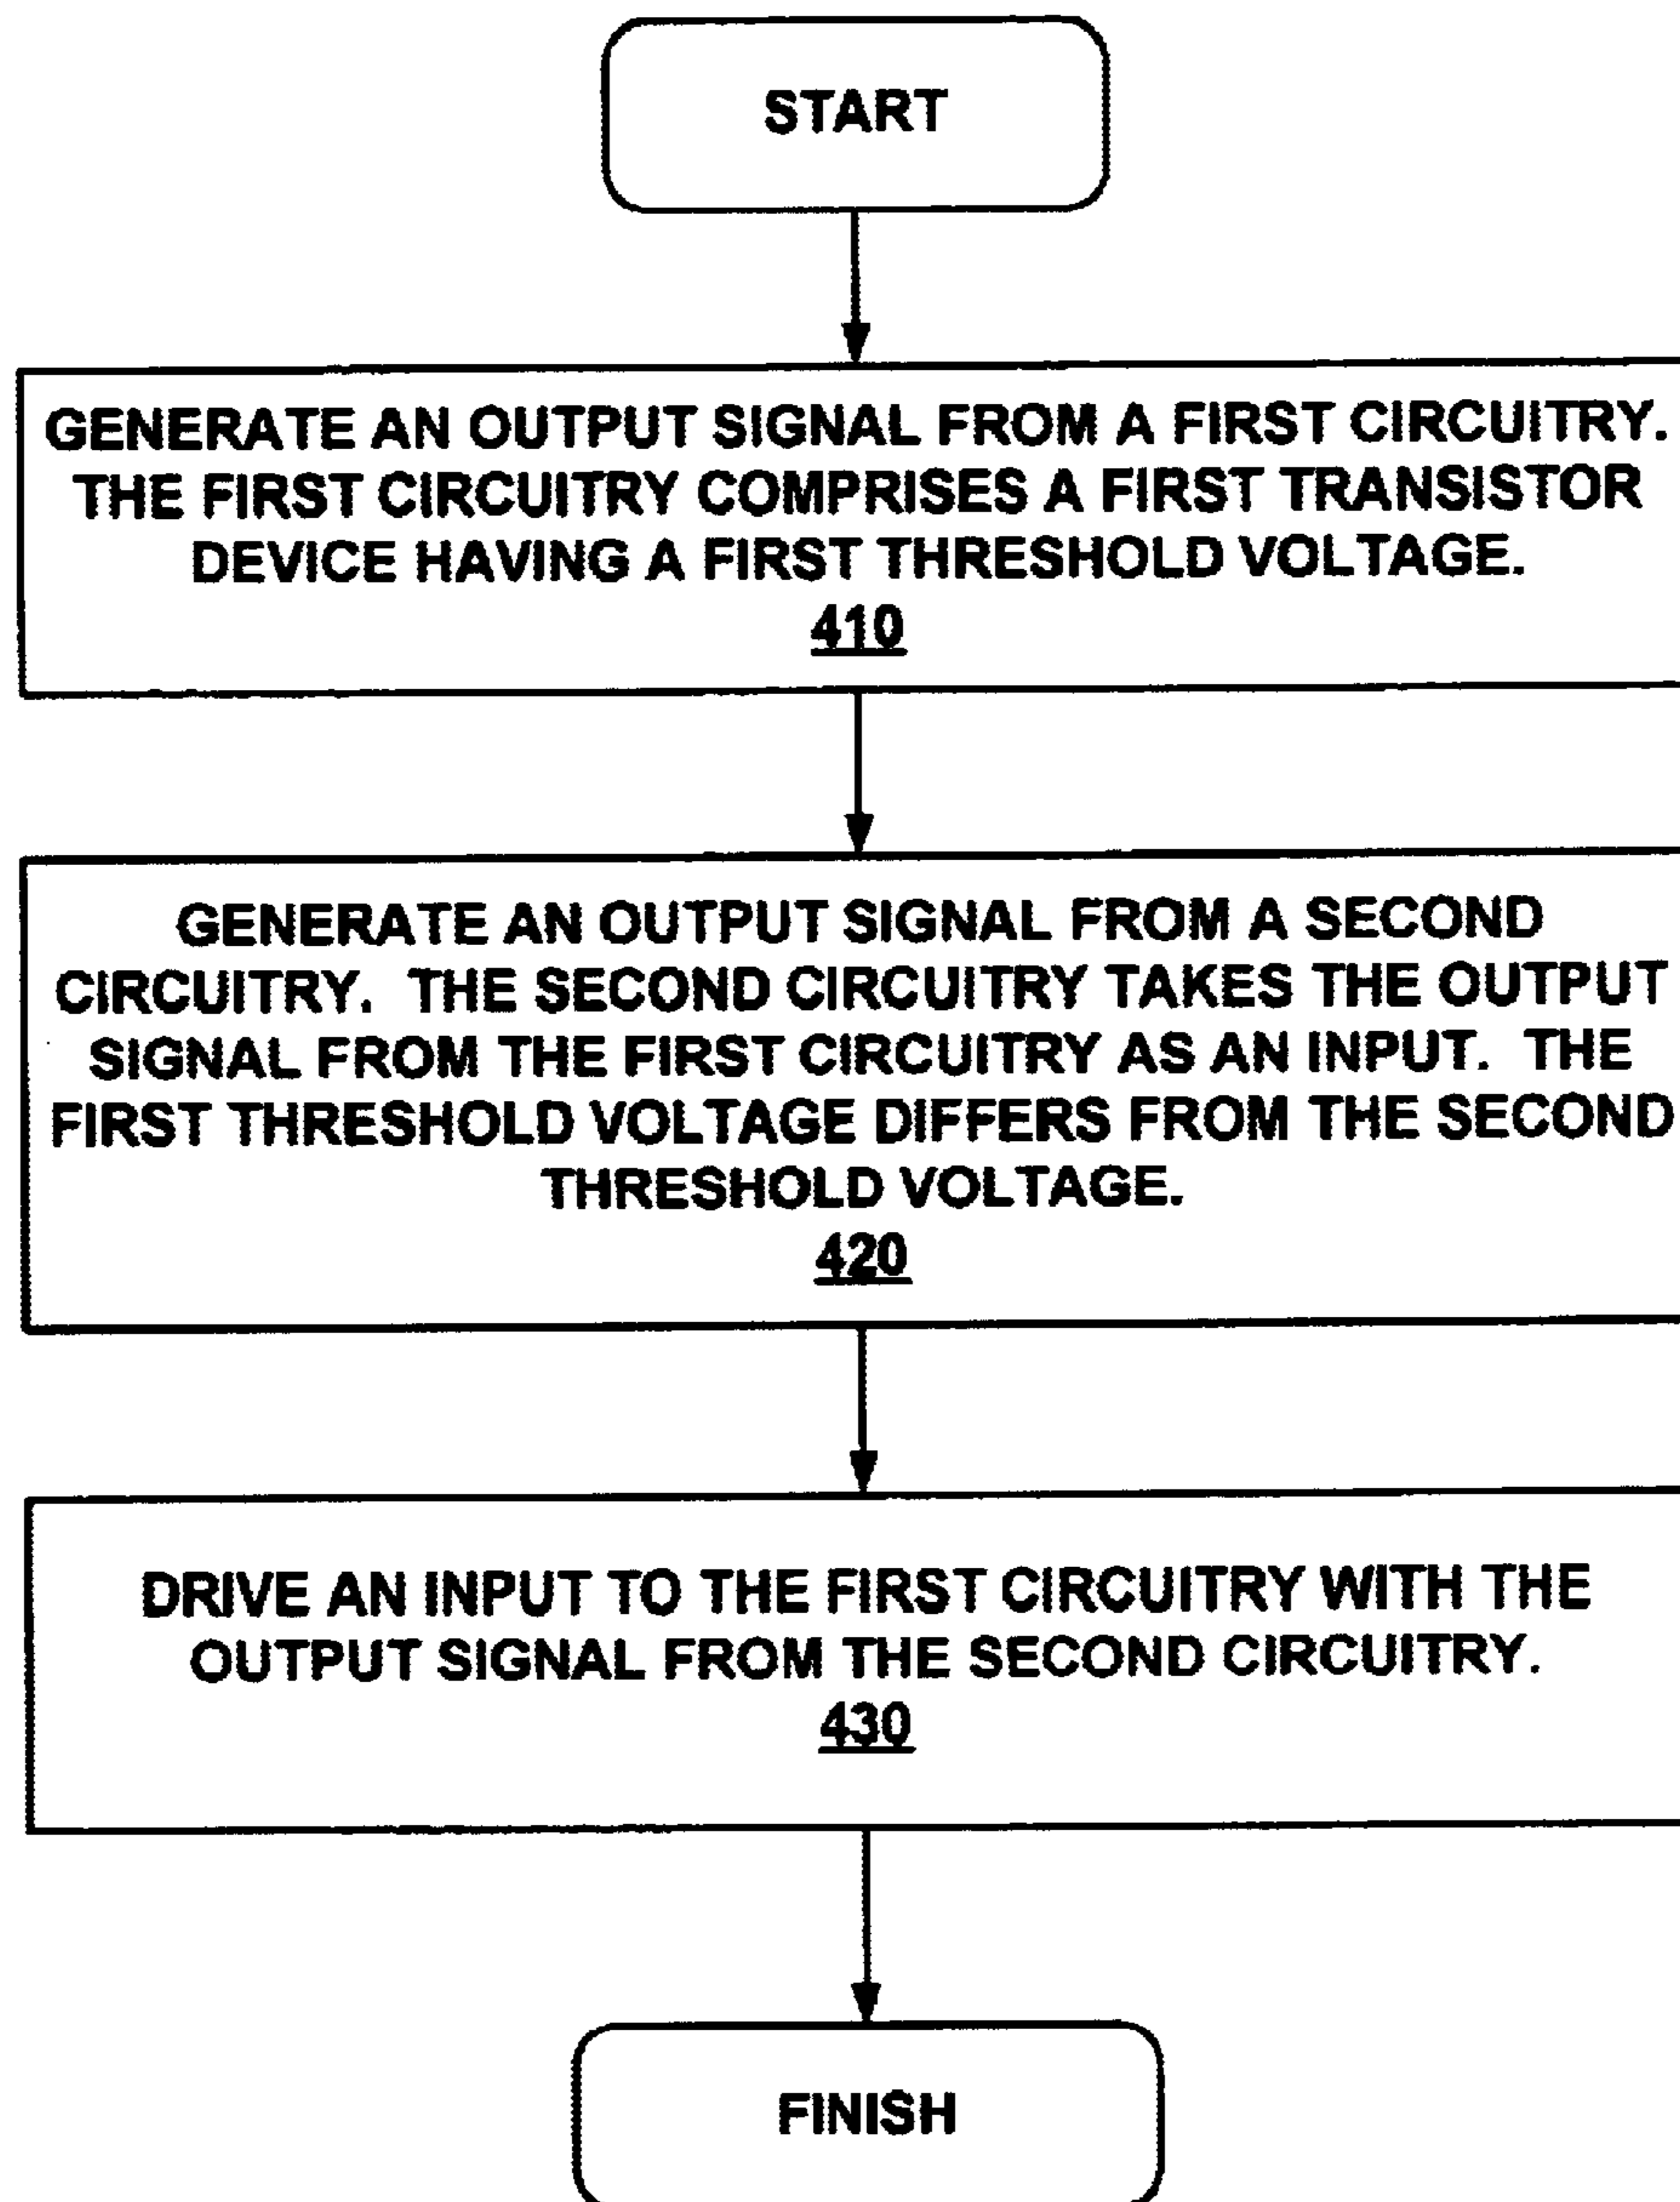 START
GENERATE AN OUTPUT SIGNAL FROM A FIRST CIRCUITRY.
THE FIRST CIRCUITRY COMPRISES A FIRST TRANSISTOR
DEVICE HAVING A FIRST THRESHOLD VOLTAGE.
410
GENERATE AN OUTPUT SIGNAL FROM A SECOND
CIRCUITRY. THE SECOND CIRCUITRY TAKES THE OUTPUT
SIGNAL FROM THE FIRST CIRCUITRY AS AN INPUT. THE
FIRST THRESHOLD VOLTAGE DIFFERS FROM THE SECOND
THRESHOLD VOLTAGE.
420
DRIVE AN INPUT TO THE FIRST CIRCUITRY WITH THE
OUTPUT SIGNAL FROM THE SECOND CIRCUITRY.
430
FINISH